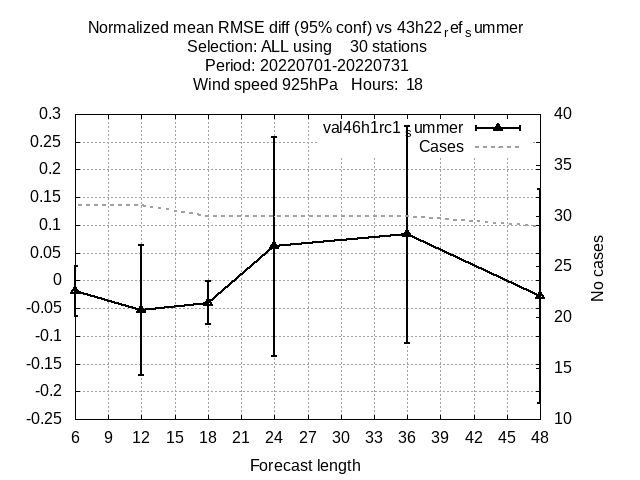 Normalized mean RMSE diff (95% conf) vs 43h22ref summer
Selection: ALL using    30 stations
Period: 20220701-20220731
Wind speed 925hPa   Hours:  18
0.3
0.25
0.2
0.15
0.1
0.05
0
-0.05
-0.1
-0.15
-0.2
-0.25
val46h1rc1summer
Cases
40
35
30
25
20
15
10
No cases
6 9 12 15 18 21 24 27 30 33 36 39 42 45 48
Forecast length